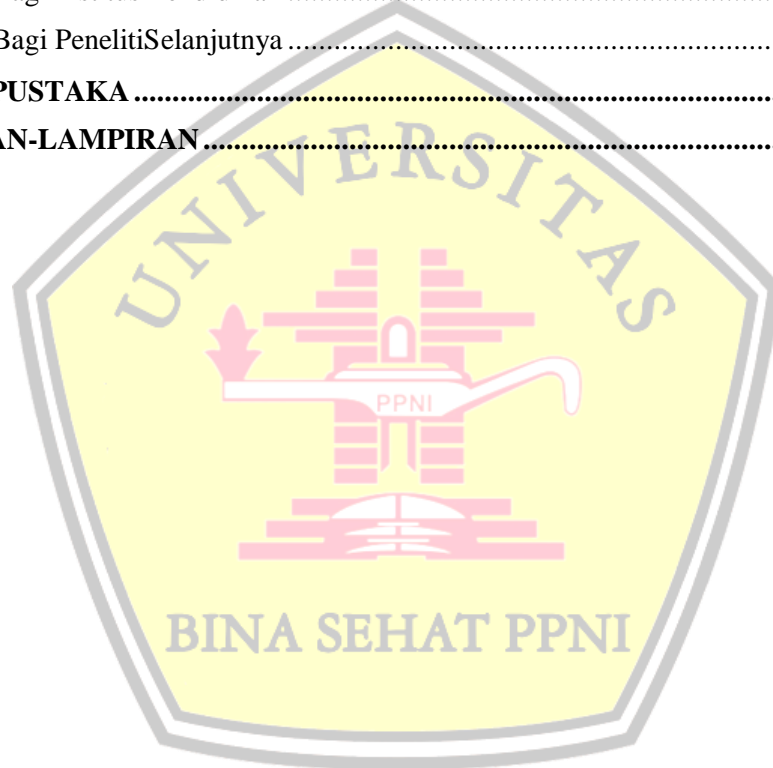 Bagi PenelitiSelanjutnya ........................................................................
PUSTAKA ........................................................................
AN-LAMPIRAN ........................................................................
UNIVERSITAS
PPNI
BINA SEHAT PPNI